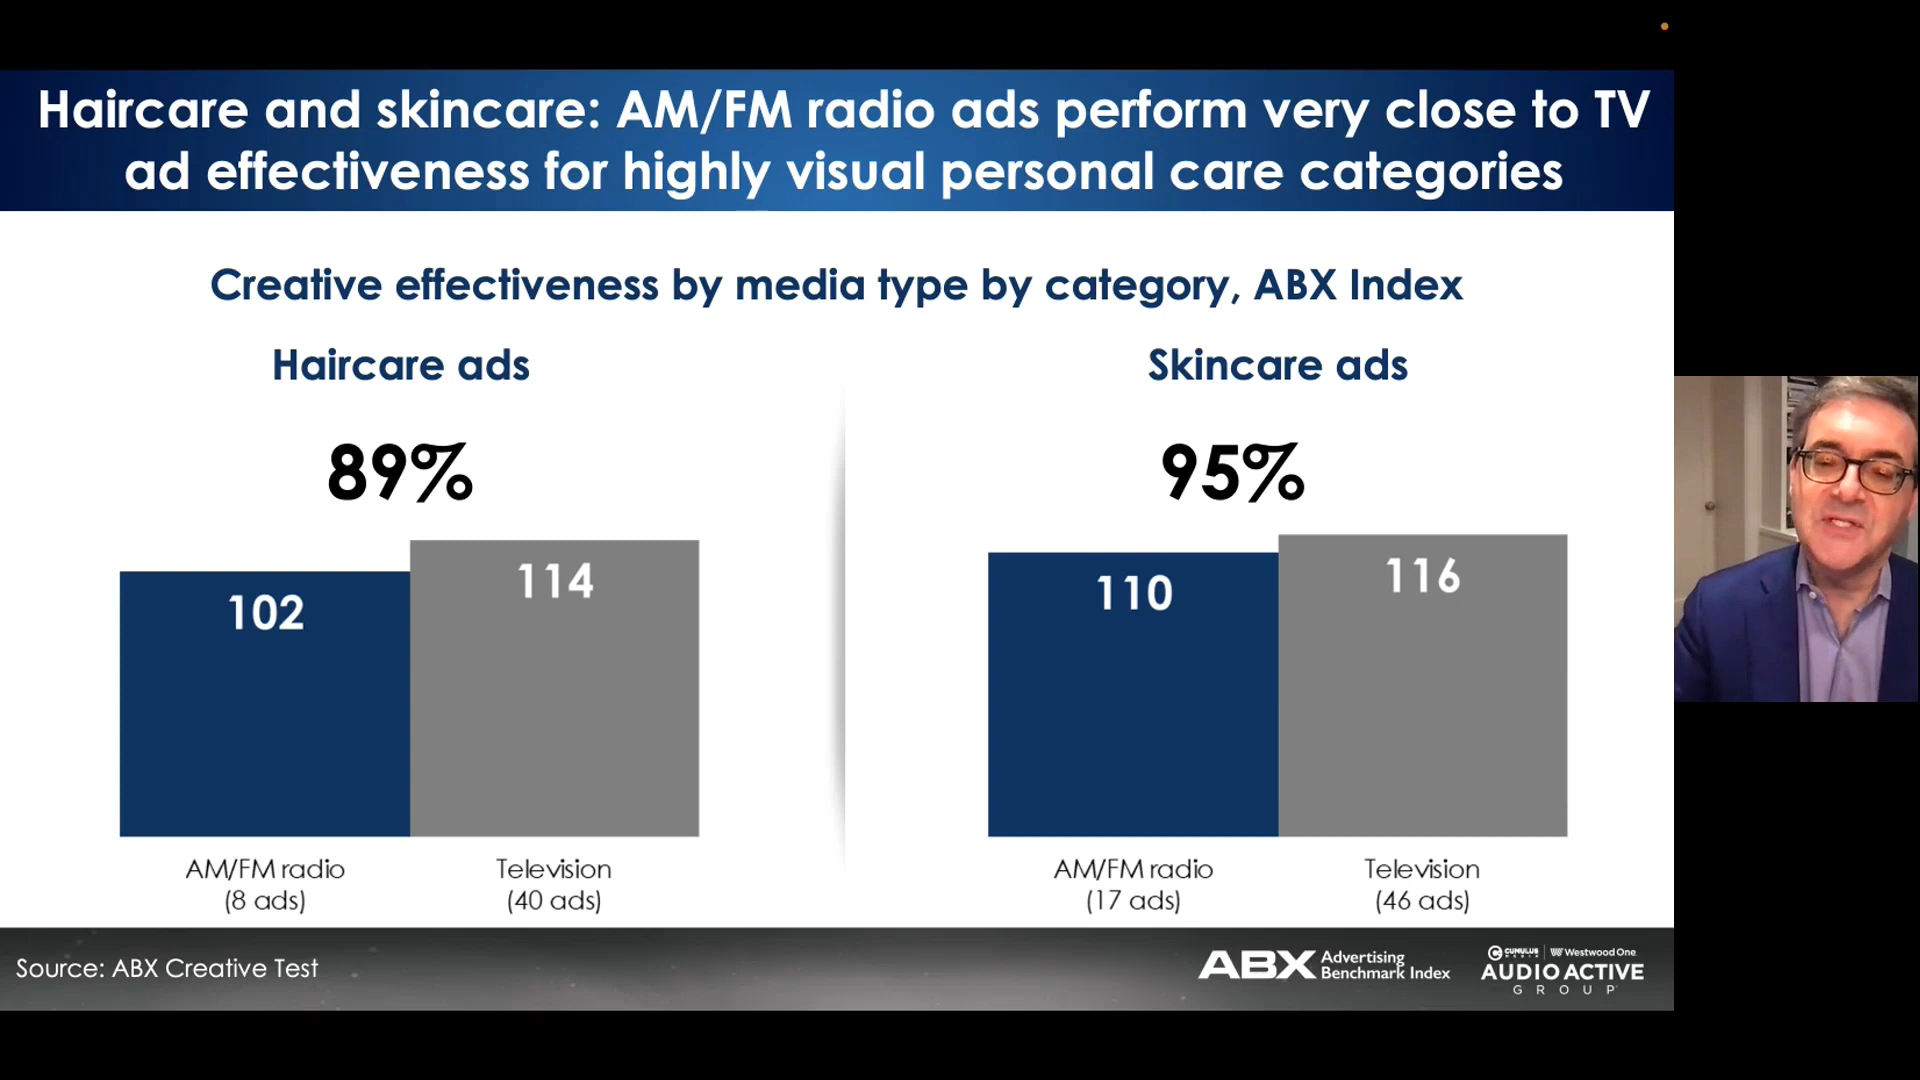 Haircare and skincare: AM/FM radio ads perform very close to TV
ad effectiveness for highly visual personal care categories
Creative effectiveness by media type by category, ABX Index
Haircare ads
89%
102
114
AM/FM radio
(8 ads)
Television
(40 ads)
Skincare ads
95%
110
116
AM/FM radio
(17 ads)
Television
(46 ads)
Source: ABX Creative Test
ABX Advertising
Benchmark Index
CUMULUS MEDIA | Westwood One
AUDIO ACTIVE
GROUP